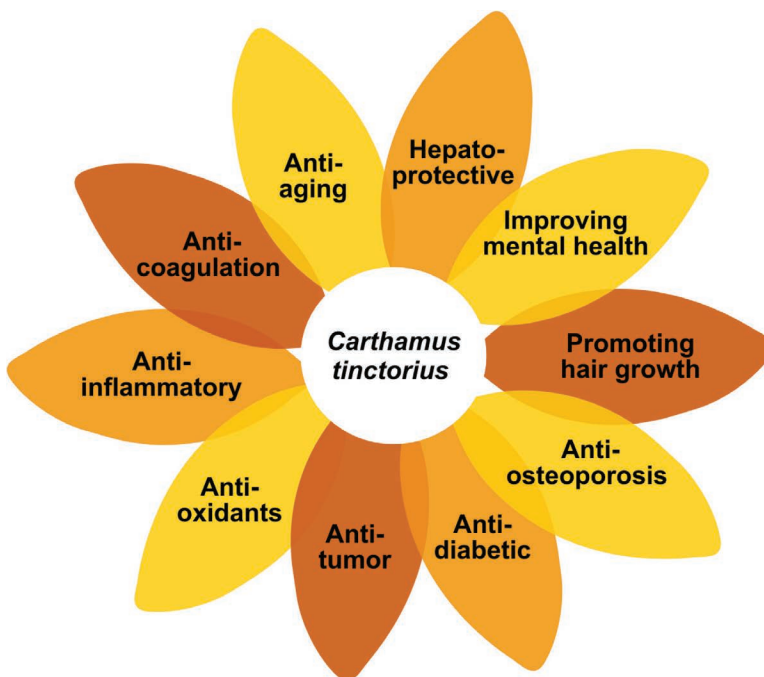 Anti-
aging
Hepato-
protective
Improving
mental health
Promoting
hair growth
Anti-
osteoporosis
Anti-
diabetic
Anti-
tumor
Anti-
oxidants
Anti-
inflammatory
Anti-
coagulation
Carthamus
tinctorius